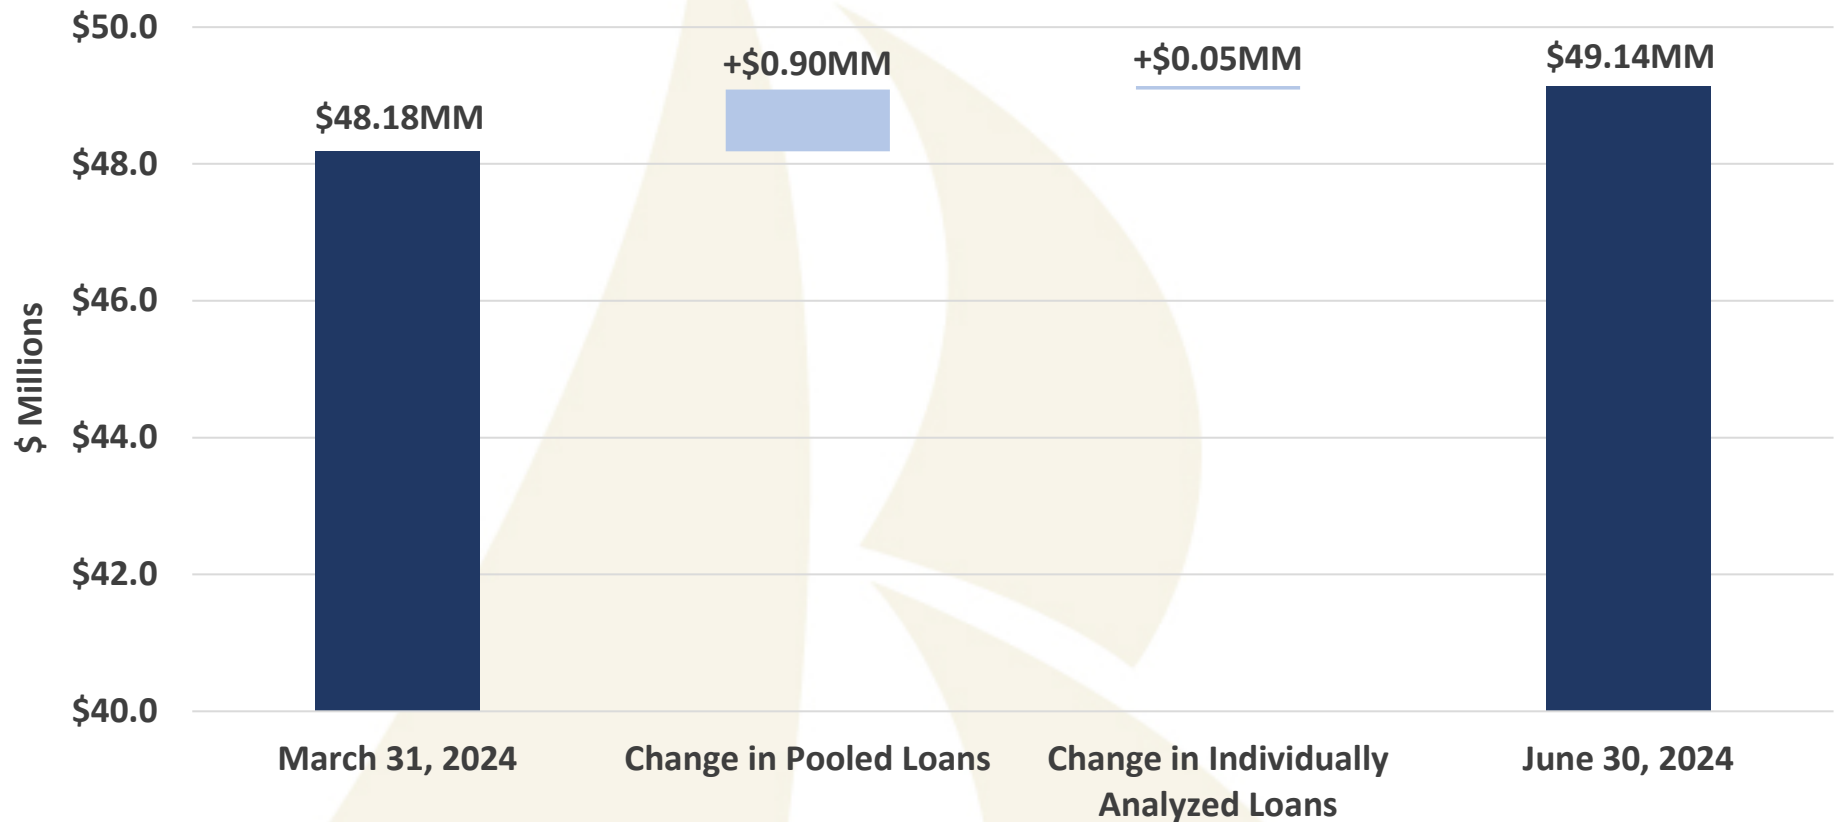 $50.0
$48.0
$46.0
$44.0
$42.0
$40.0
$ Millions
$48.18MM
+$0.90MM
+$0.05MM
$49.14MM
March 31, 2024
Change in Pooled Loans
Change in Individually
Analyzed Loans
June 30, 2024